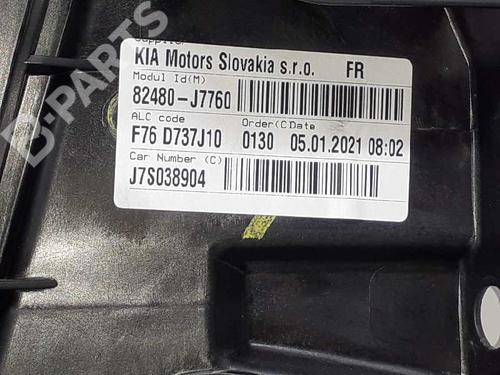 Supplier
KIA Motors Slovakia s.r.o. FR
Modul Id(M)
82480-J7760
ALC code Order(C)Date
F76 D737J10 0130 05.01.2021 08:02
Car Number (C)
J7S038904
B-PARTS